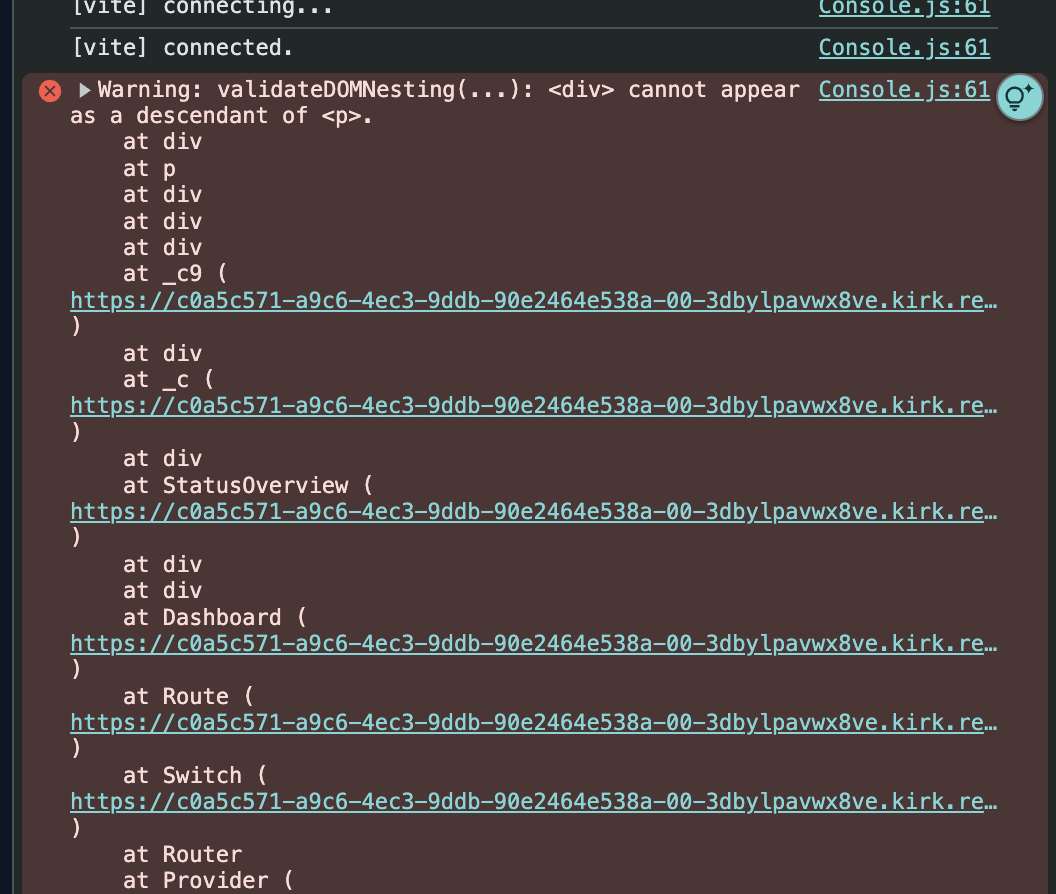 [vite] connecting... Console.js:61
[vite] connected. Console.js:61
Warning: validateDOMNesting(...): <div> cannot appear Console.js:61
as a descendant of <p>.
at div
at p
at div
at div
at div
at _c9 (
https://c0a5c571-a9c6-4ec3-9ddb-90e2464e538a-00-3dbylpavwx8ve.kirk.re…
)
at div
at _c (
https://c0a5c571-a9c6-4ec3-9ddb-90e2464e538a-00-3dbylpavwx8ve.kirk.re…
)
at div
at StatusOverview (
https://c0a5c571-a9c6-4ec3-9ddb-90e2464e538a-00-3dbylpavwx8ve.kirk.re…
)
at div
at div
at Dashboard (
https://c0a5c571-a9c6-4ec3-9ddb-90e2464e538a-00-3dbylpavwx8ve.kirk.re…
)
at Route (
https://c0a5c571-a9c6-4ec3-9ddb-90e2464e538a-00-3dbylpavwx8ve.kirk.re…
)
at Switch (
https://c0a5c571-a9c6-4ec3-9ddb-90e2464e538a-00-3dbylpavwx8ve.kirk.re…
)
at Router
at Provider (